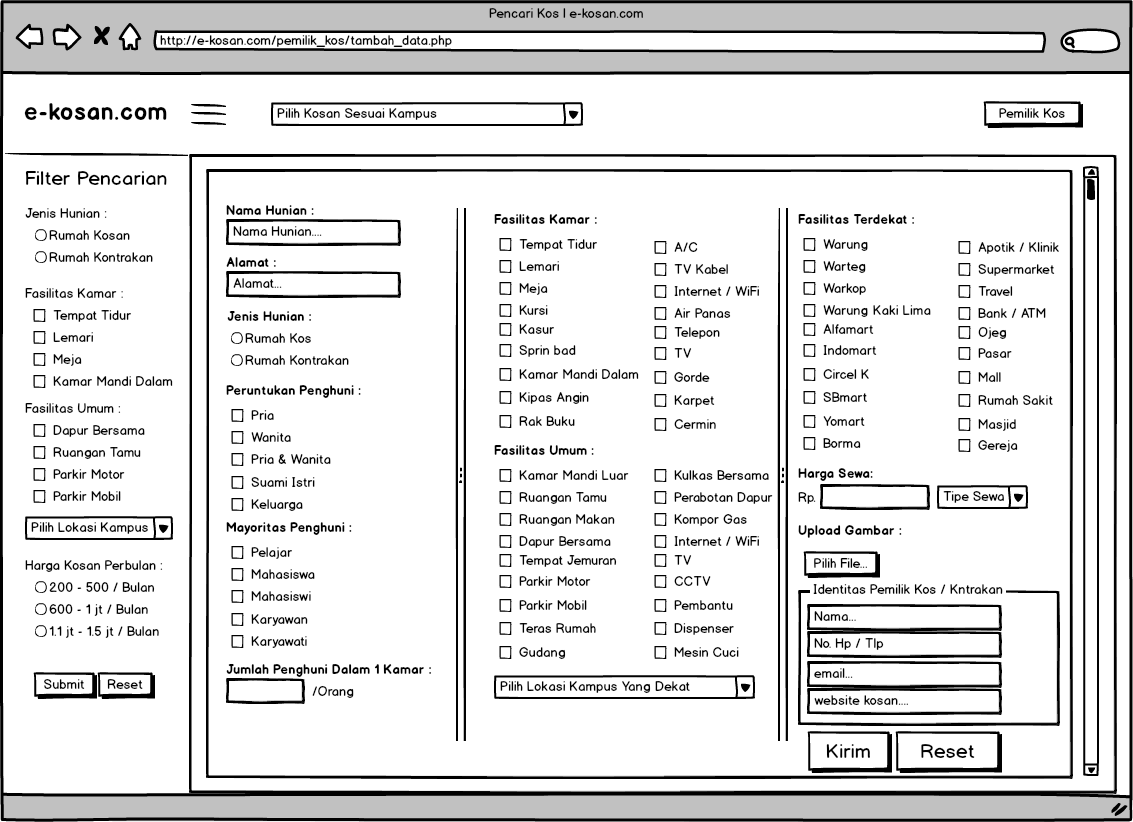 Pencari Kos | e-kosan.com
http://e-kosan.com/pemilik_kos/tambah_data.php
e-kosan.com
Pilih Kosan Sesuai Kampus
Pemilik Kos
Filter Pencarian
Jenis Hunian :
Rumah Kosan
Rumah Kontrakan
Fasilitas Kamar :
Tempat Tidur
Lemari
Meja
Kamar Mandi Dalam
Fasilitas Umum :
Dapur Bersama
Ruangan Tamu
Parkir Motor
Parkir Mobil
Pilih Lokasi Kampus
Harga Kosan Perbulan :
200 - 500 / Bulan
600 - 1 jt / Bulan
1.1 jt - 1.5 jt / Bulan
Submit
Reset
Nama Hunian :
Nama Hunian....
Alamat :
Alamat...
Jenis Hunian :
Rumah Kos
Rumah Kontrakan
Peruntukan Penghuni :
Pria
Wanita
Pria & Wanita
Suami Istri
Keluarga
Mayoritas Penghuni :
Pelajar
Mahasiswa
Mahasiswi
Karyawan
Karyawati
Jumlah Penghuni Dalam 1 Kamar :
/Orang
Fasilitas Kamar :
Tempat Tidur
Lemari
Meja
Kursi
Kasur
Sprin bad
Kamar Mandi Dalam
Kipas Angin
Rak Buku
A/C
TV Kabel
Internet / WiFi
Air Panas
Telepon
TV
Gorde
Karpet
Cermin
Fasilitas Umum :
Kamar Mandi Luar
Ruangan Tamu
Ruangan Makan
Dapur Bersama
Tempat Jemuran
Parkir Motor
Parkir Mobil
Teras Rumah
Gudang
Kulkas Bersama
Perabotan Dapur
Kompor Gas
Internet / WiFi
TV
CCTV
Pembantu
Dispenser
Mesin Cuci
Pilih Lokasi Kampus Yang Dekat
Fasilitas Terdekat :
Warung
Warteg
Warkop
Warung Kaki Lima
Alfamart
Indomart
Circel K
SBmart
Yomart
Borma
Apotik / Klinik
Supermarket
Travel
Bank / ATM
Ojeg
Pasar
Mall
Rumah Sakit
Masjid
Gereja
Harga Sewa:
Rp.
Tipe Sewa
Upload Gambar :
Pilih File...
Identitas Pemilik Kos / Kntrakan
Nama...
No. Hp / Tlp
email...
website kosan....
Kirim
Reset